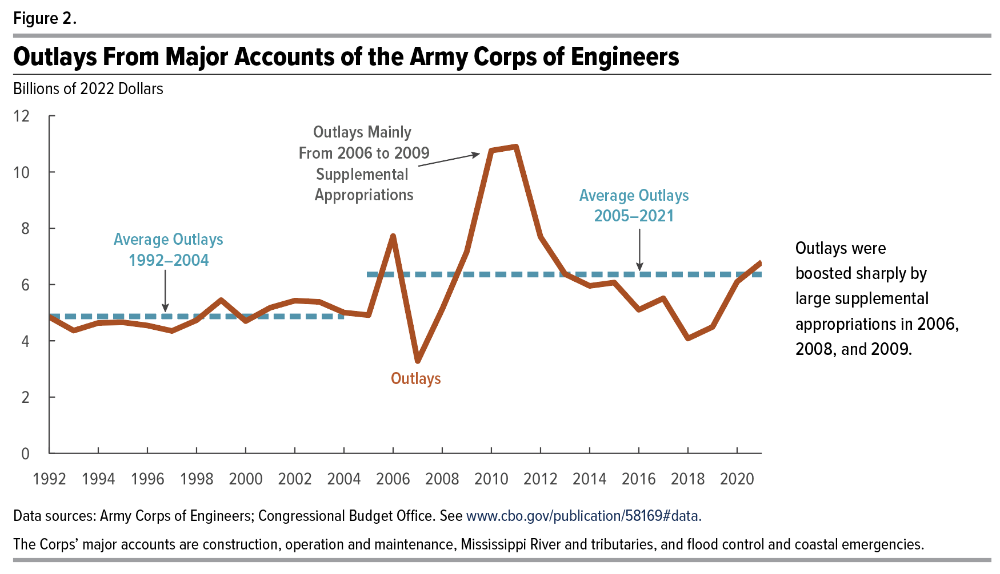 Figure 2.
Outlays From Major Accounts of the Army Corps of Engineers
Billions of 2022 Dollars
12
10
8
6
4
2
0
Outlays Mainly
From 2006 to 2009
Supplemental
Appropriations
Average Outlays
2005–2021
Average Outlays
1992–2004
Outlays
Outlays were
boosted sharply by
large supplemental
appropriations in 2006,
2008, and 2009.
1992 1994 1996 1998 2000 2002 2004 2006 2008 2010 2012 2014 2016 2018 2020
Data sources: Army Corps of Engineers; Congressional Budget Office. See www.cbo.gov/publication/58169#data.
The Corps’ major accounts are construction, operation and maintenance, Mississippi River and tributaries, and flood control and coastal emergencies.